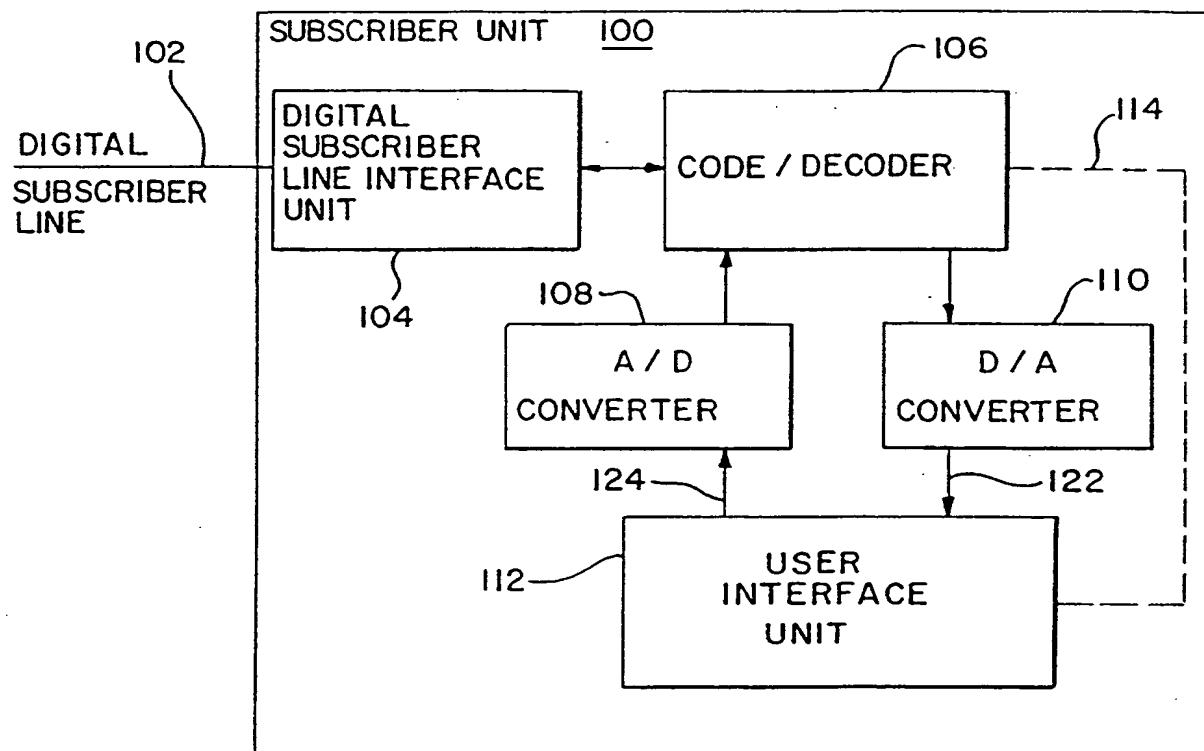 SUBSCRIBER UNIT 100
102
106
114
DIGITAL
SUBSCRIBER
LINE
DIGITAL
SUBSCRIBER
LINE INTERFACE
UNIT
CODE / DECODER
104
108
110
A / D
CONVERTER
D / A
CONVERTER
124
122
112
USER
INTERFACE
UNIT